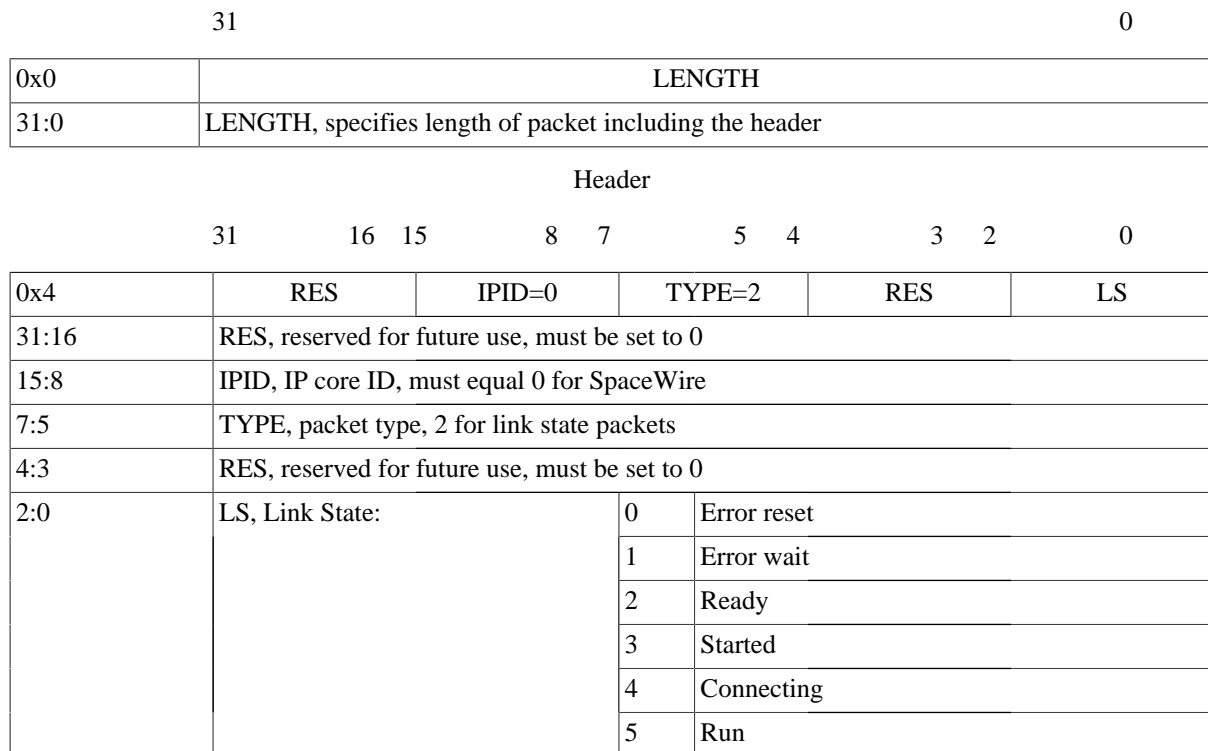 31 0
0x0 LENGTH
31:0 LENGTH, specifies length of packet including the header
Header
31 16 15 8 7 5 4 3 2 0
0x4 RES IPID=0 TYPE=2 RES LS
31:16 RES, reserved for future use, must be set to 0
15:8 IPID, IP core ID, must equal 0 for SpaceWire
7:5 TYPE, packet type, 2 for link state packets
4:3 RES, reserved for future use, must be set to 0
2:0 LS, Link State: 0 Error reset
1 Error wait
2 Ready
3 Started
4 Connecting
5 Run